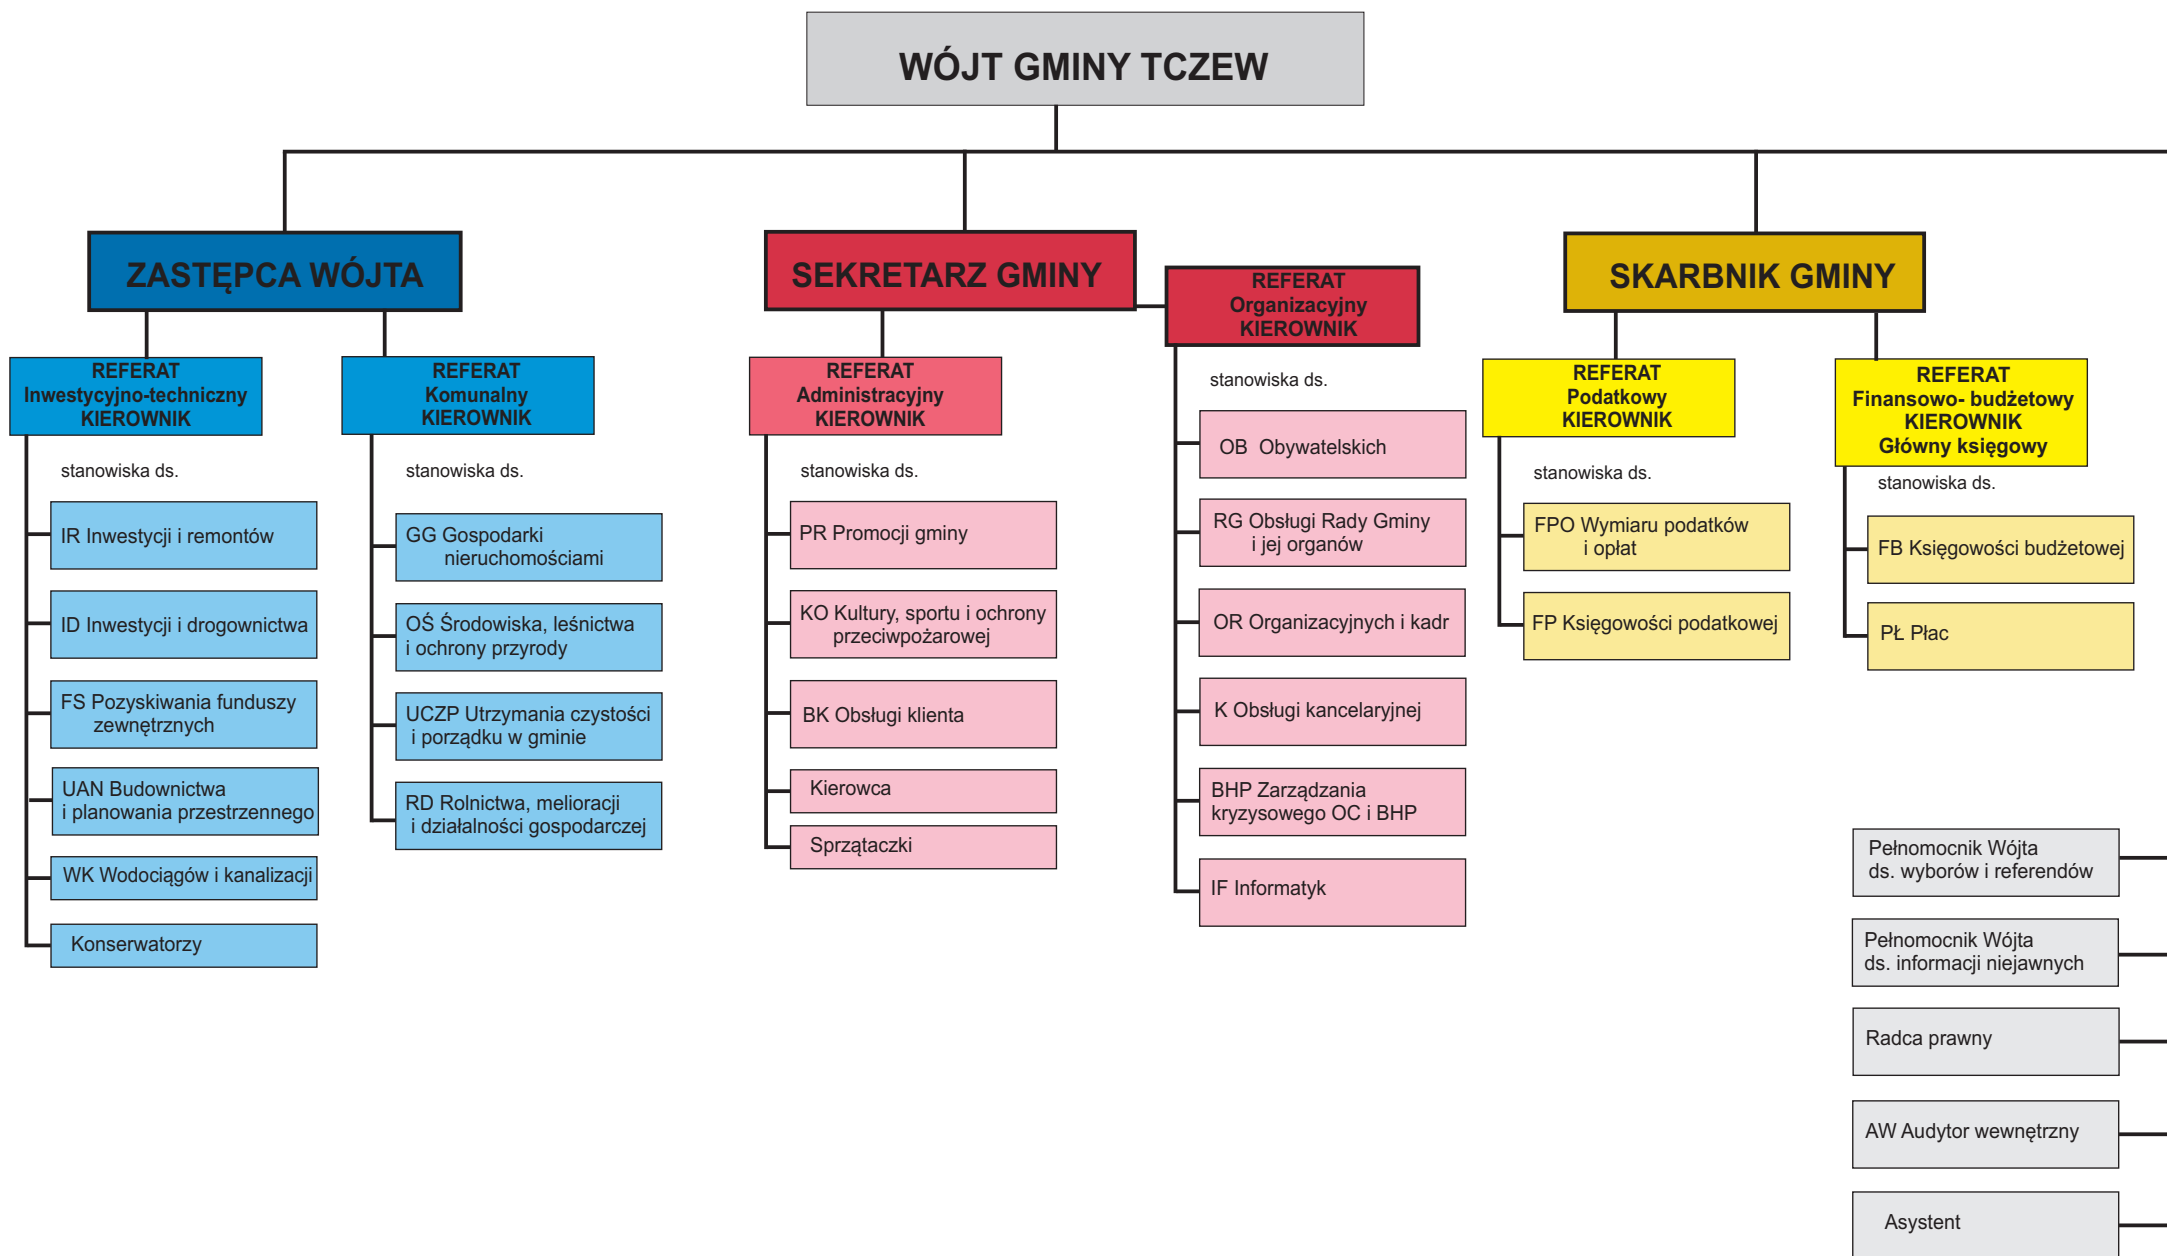 WÓJT GMINY TCZEW
ZASTĘPCA WÓJTA
REFERAT
Inwestycyjno-techniczny
KIEROWNIK
stanowiska ds.
IR Inwestycji i remontów
ID Inwestycji i drogownictwa
FS Pozyskiwania funduszy
zewnętrznych
UAN Budownictwa
i planowania przestrzennego
WK Wodociągów i kanalizacji
Konserwatorzy
REFERAT
Komunalny
KIEROWNIK
stanowiska ds.
GG Gospodarki
nieruchomościami
OŚ Środowiska, leśnictwa
i ochrony przyrody
UCZP Utrzymania czystości
i porządku w gminie
RD Rolnictwa, melioracji
i działalności gospodarczej
SEKRETARZ GMINY
REFERAT
Administracyjny
KIEROWNIK
stanowiska ds.
PR Promocji gminy
KO Kultury, sportu i ochrony
przeciwpożarowej
BK Obsługi klienta
Kierowca
Sprzątaczki
REFERAT
Organizacyjny
KIEROWNIK
stanowiska ds.
OB Obywatelskich
RG Obsługi Rady Gminy
i jej organów
OR Organizacyjnych i kadr
K Obsługi kancelaryjnej
BHP Zarządzania
kryzysowego OC i BHP
IF Informatyk
SKARBNIK GMINY
REFERAT
Podatkowy
KIEROWNIK
stanowiska ds.
FPO Wymiaru podatków
i opłat
FP Księgowości podatkowej
REFERAT
Finansowo- budżetowy
KIEROWNIK
Główny księgowy
stanowiska ds.
FB Księgowości budżetowej
PŁ Płac
Pełnomocnik Wójta
ds. wyborów i referendów
Pełnomocnik Wójta
ds. informacji niejawnych
Radca prawny
AW Audytor wewnętrzny
Asystent